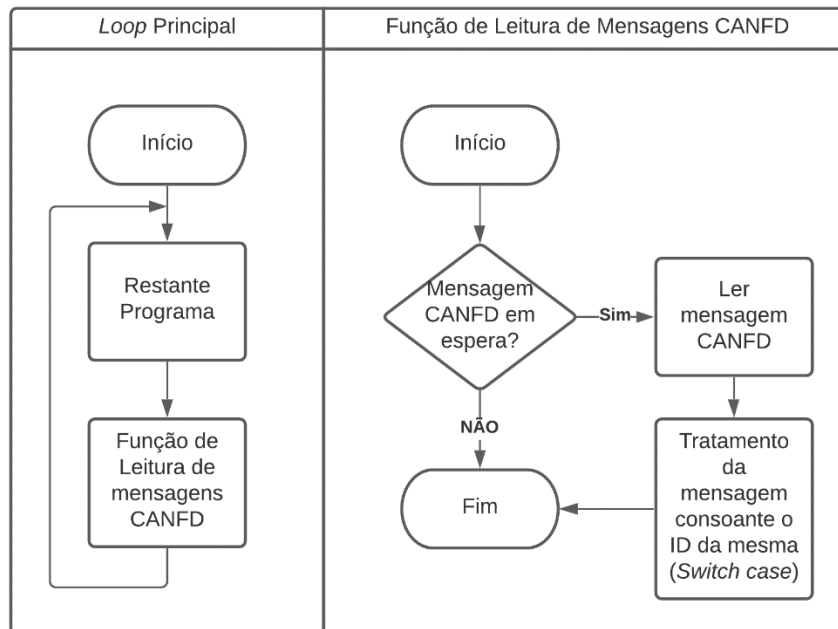 Loop Principal
Início
Restante
Programa
Função de
Leitura de
mensagens
CANFD
Função de Leitura de Mensagens CANFD
Início
Mensagem
CANFD em
espera?
Sim
Ler
mensagem
CANFD
NÃO
Tratamento
da
mensagem
consoante o
ID da mesma
(Switch case)
Fim